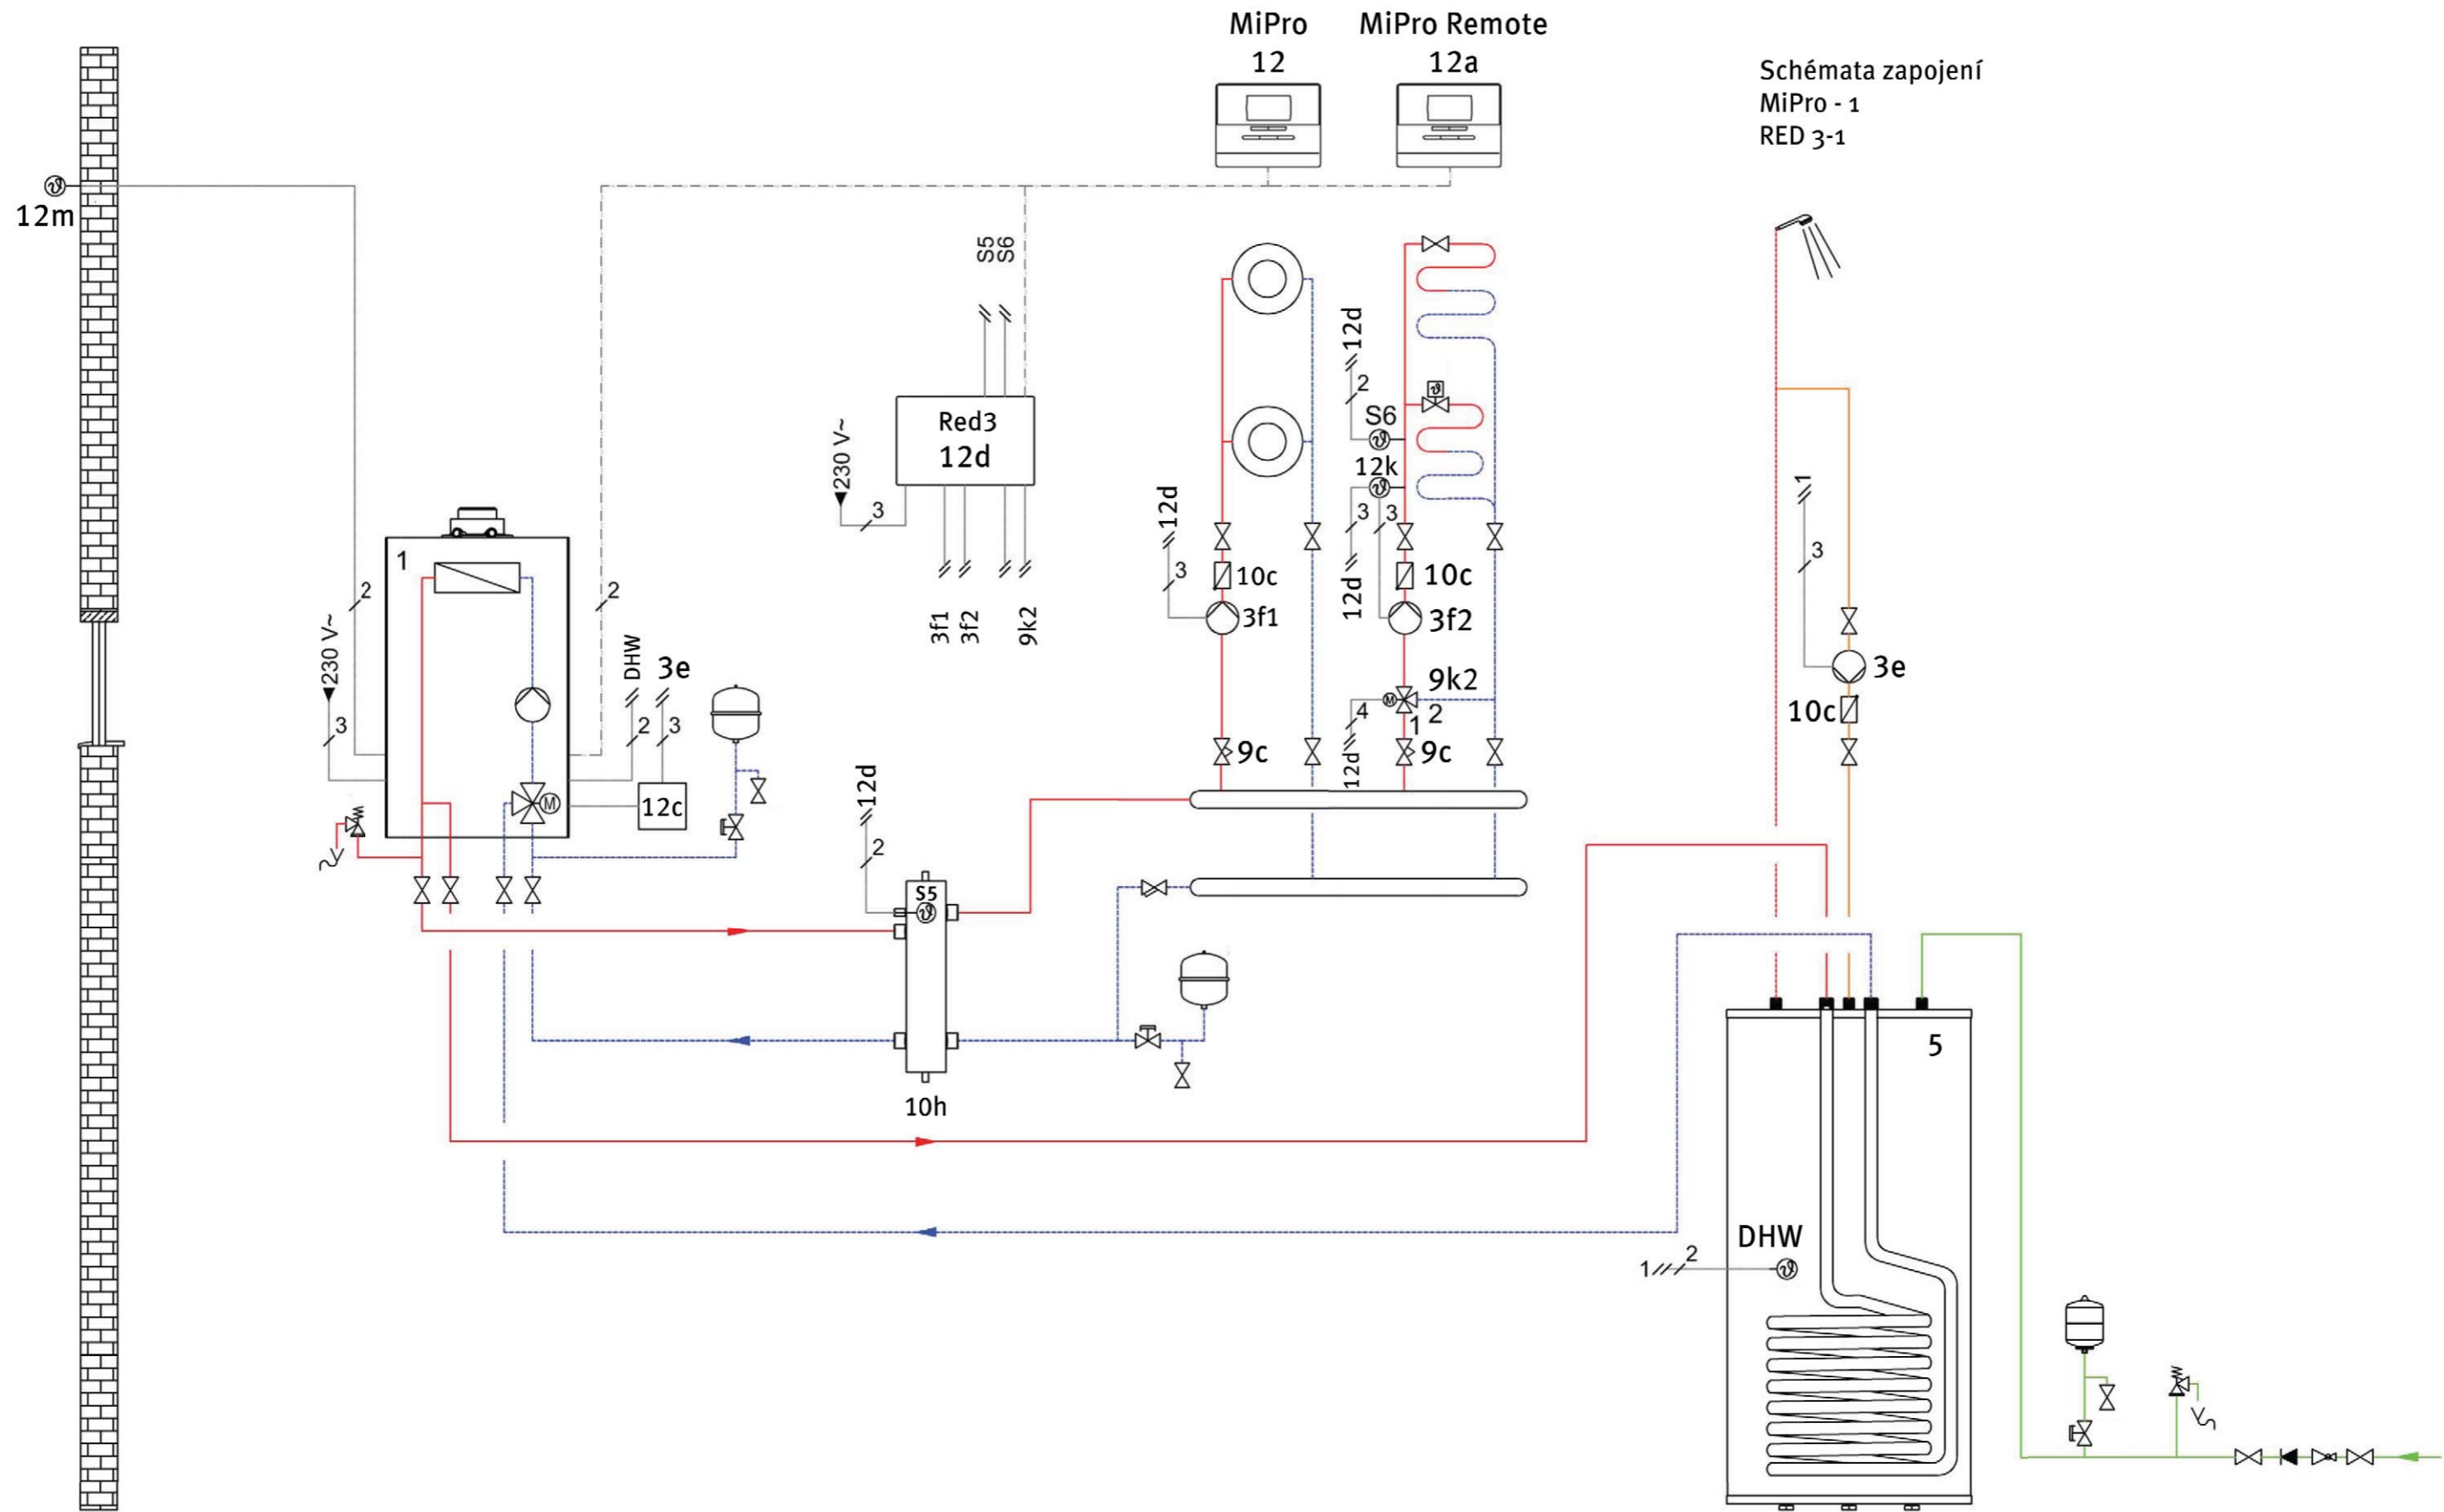 MiPro
12
MiPro Remote
12a
Schémata zapojení
MiPro - 1
RED 3-1
12m
S5
S6
12d
2
S6
12k
3
3
12d
Red3
12d
230 V~
3
3f1
3f2
9k2
12d
3
10c
3f1
10c
3f2
9k2
4
1
2
12d
9c
9c
1
3
3e
10c
1
2
2
230 V~
3
DHW
3e
2
3
12c
12d
2
S5
10h
5
DHW
1
2